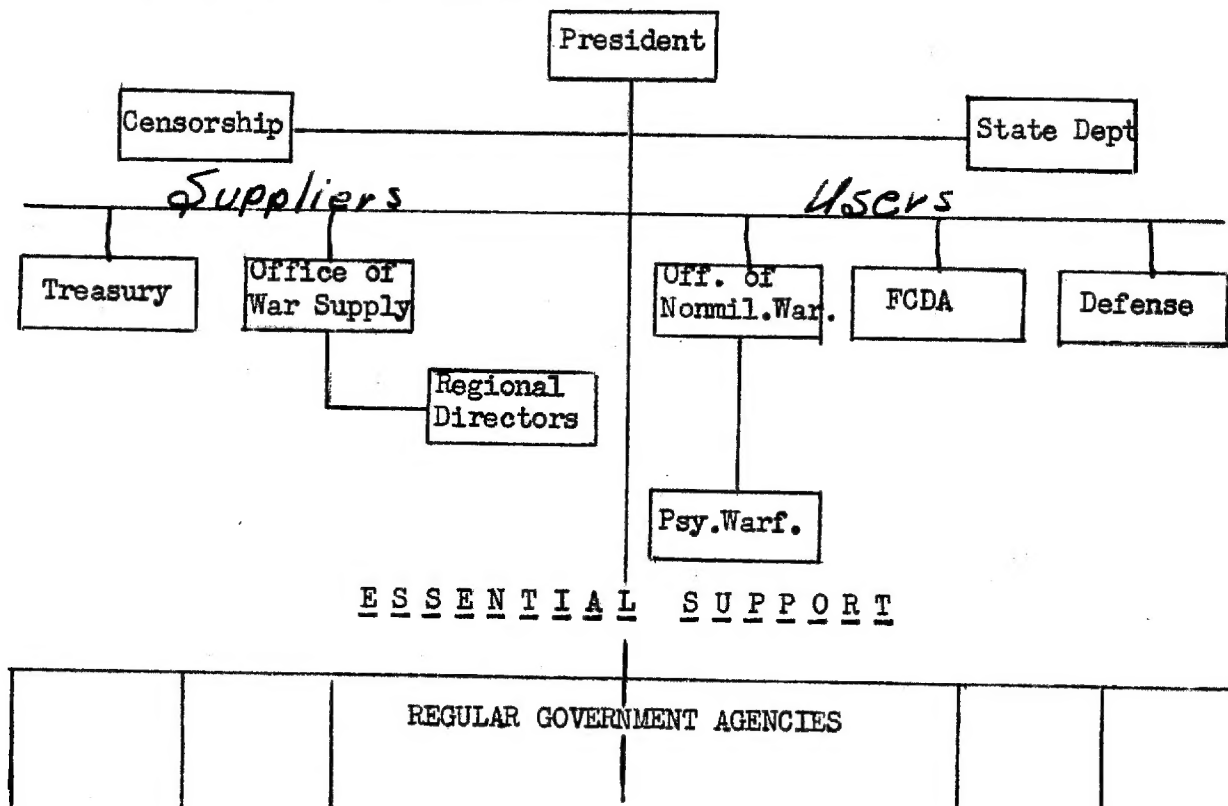 President
Censorship
State Dept
Suppliers
Users
Treasury
Office of
War Supply
Off. of
Nonmil.War.
FCDA
Defense
Regional
Directors
Psy.Warf.
ESSENTIAL SUPPORT
REGULAR GOVERNMENT AGENCIES